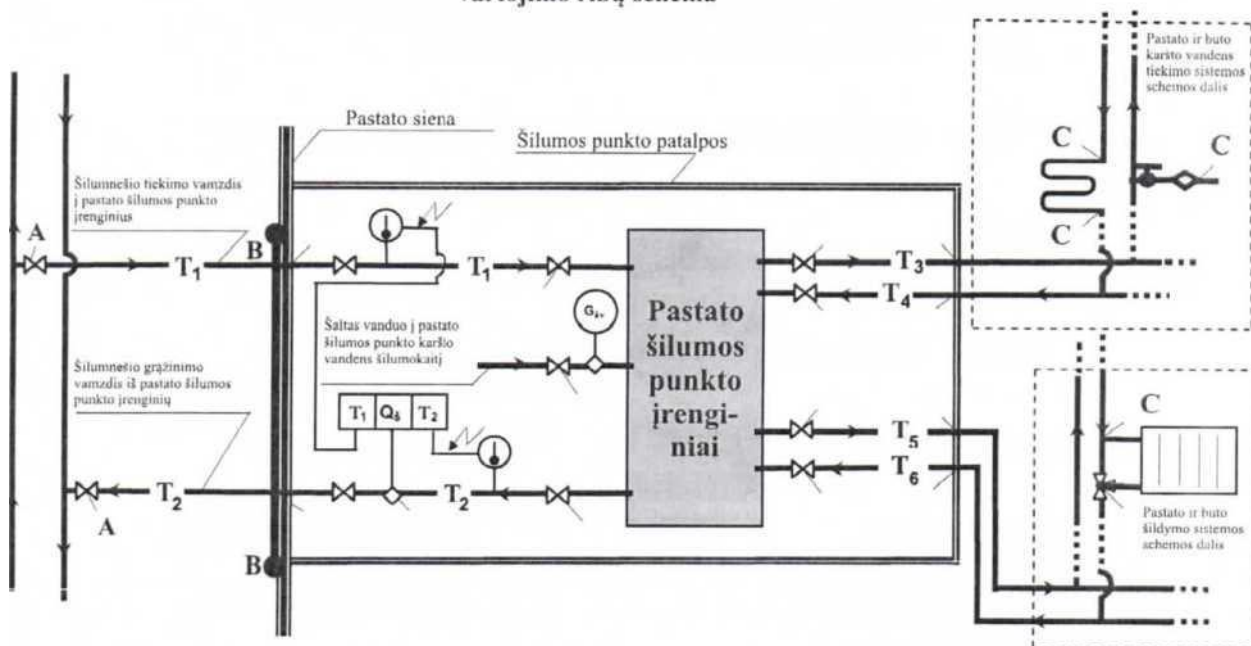 Pastato ir buto
karšto vandens
tiekimo sistemos
schemos dalis
Pastato siena
Šilumos punkto patalpos
C
C
C
Šilumnešio tiekimo vamzdis
į pastato šilumos punkto
įrenginius
A
T1
B
T1
T3
T4
Pastato
šilumos
punkto
įrengi-
niai
Šaltas vanduo į pastato
šilumos punkto karšto
vandens šilumokaitį
Šilumnešio grąžinimo
vamzdis iš pastato šilumos
punkto įrenginių
T1 Qš T2
T5
T6
C
A
T2
T2
B
Pastato ir buto
šildymo sistemos
schemos dalis